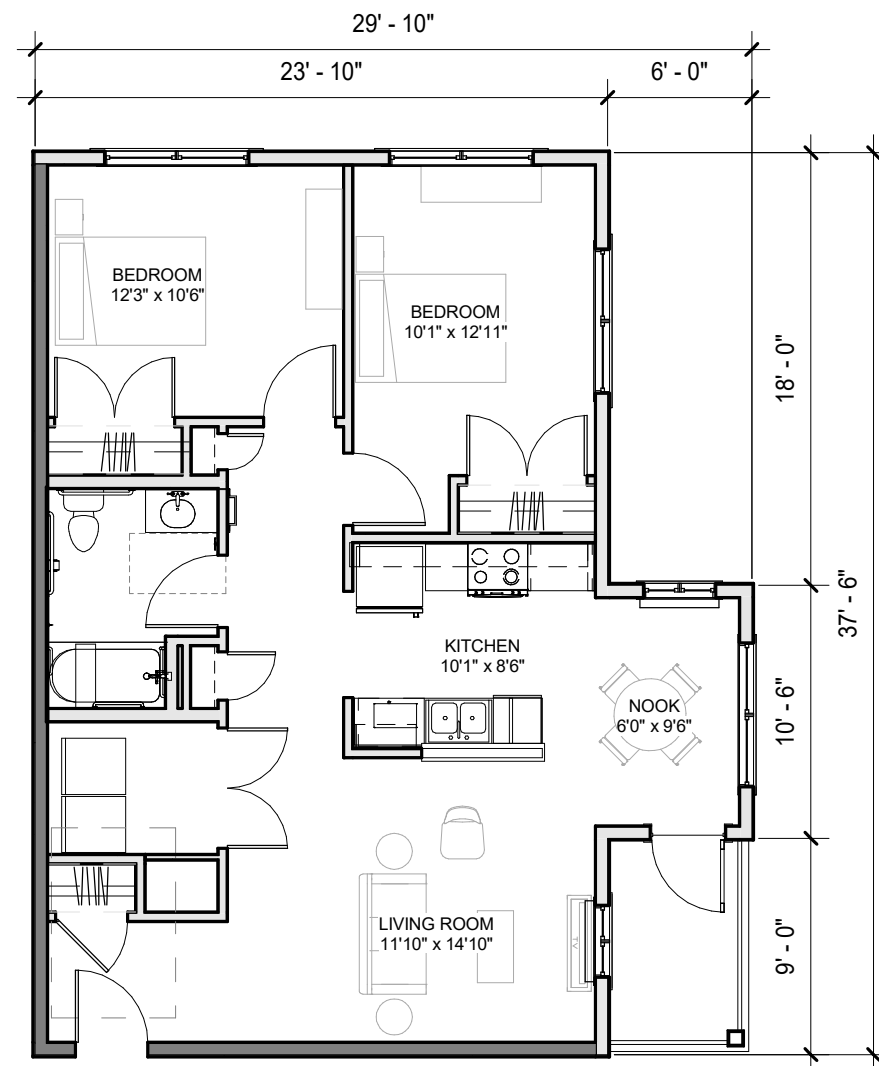 29' - 10"
23' - 10"
6' - 0"
BEDROOM
12'3" x 10'6"
BEDROOM
10'1" x 12'11"
18' - 0"
37' - 6"
KITCHEN
10'1" x 8'6"
NOOK
6'0" x 9'6"
10' - 6"
LIVING ROOM
11'10" x 14'10"
TV
9' - 0"